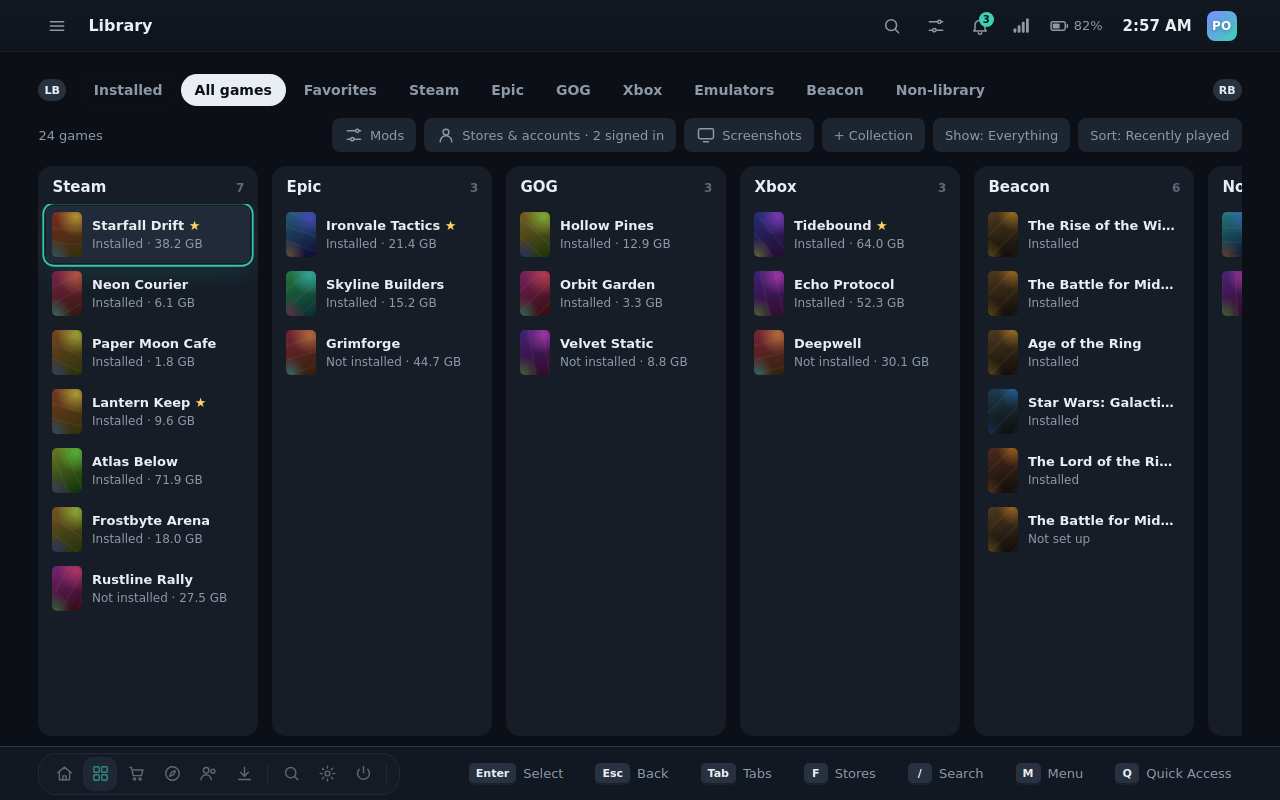 Library
3
82%
2:57 AM
PO
LB
Installed
All games
Favorites
Steam
Epic
GOG
Xbox
Emulators
Beacon
Non-library
RB
24 games
Mods
Stores & accounts · 2 signed in
Screenshots
+ Collection
Show: Everything
Sort: Recently played
Steam 7
Starfall Drift ★
Installed · 38.2 GB
Neon Courier
Installed · 6.1 GB
Paper Moon Cafe
Installed · 1.8 GB
Lantern Keep ★
Installed · 9.6 GB
Atlas Below
Installed · 71.9 GB
Frostbyte Arena
Installed · 18.0 GB
Rustline Rally
Not installed · 27.5 GB
Epic 3
Ironvale Tactics ★
Installed · 21.4 GB
Skyline Builders
Installed · 15.2 GB
Grimforge
Not installed · 44.7 GB
GOG 3
Hollow Pines
Installed · 12.9 GB
Orbit Garden
Installed · 3.3 GB
Velvet Static
Not installed · 8.8 GB
Xbox 3
Tidebound ★
Installed · 64.0 GB
Echo Protocol
Installed · 52.3 GB
Deepwell
Not installed · 30.1 GB
Beacon 6
The Rise of the Wi...
Installed
The Battle for Mid...
Installed
Age of the Ring
Installed
Star Wars: Galacti...
Installed
The Lord of the Ri...
Installed
The Battle for Mid...
Not set up
No
Enter Select
Esc Back
Tab Tabs
F Stores
/ Search
M Menu
Q Quick Access